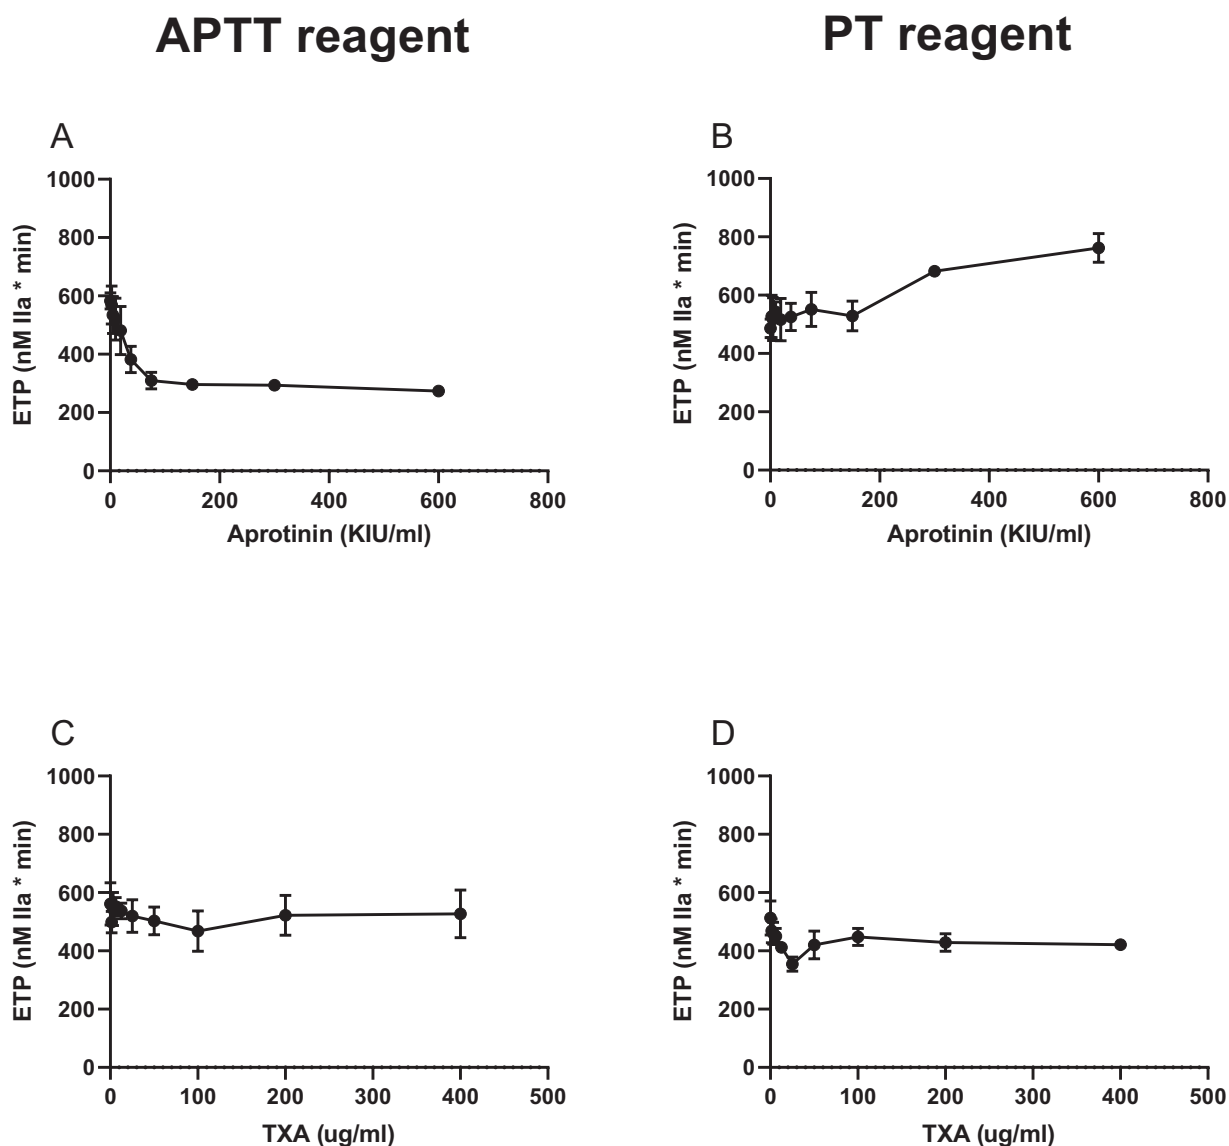 APTT reagent
PT reagent
A
1000
800
600
400
200
0
ETP (nM IIa * min)
0 200 400 600 800
Aprotinin (KIU/ml)
B
1000
800
600
400
200
0
ETP (nM IIa * min)
0 200 400 600 800
Aprotinin (KIU/ml)
C
1000
800
600
400
200
0
ETP (nM IIa * min)
0 100 200 300 400 500
TXA (ug/ml)
D
1000
800
600
400
200
0
ETP (nM IIa * min)
0 100 200 300 400 500
TXA (ug/ml)